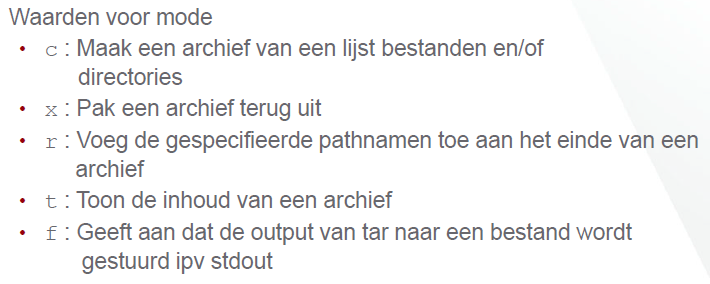 Waarden voor mode
• c : Maak een archief van een lijst bestanden en/of
directories
• x : Pak een archief terug uit
• r : Voeg de gespecifieerde pathnamen toe aan het einde van een
archief
• t : Toon de inhoud van een archief
• f : Geeft aan dat de output van tar naar een bestand wordt
gestuurd ipv stdout